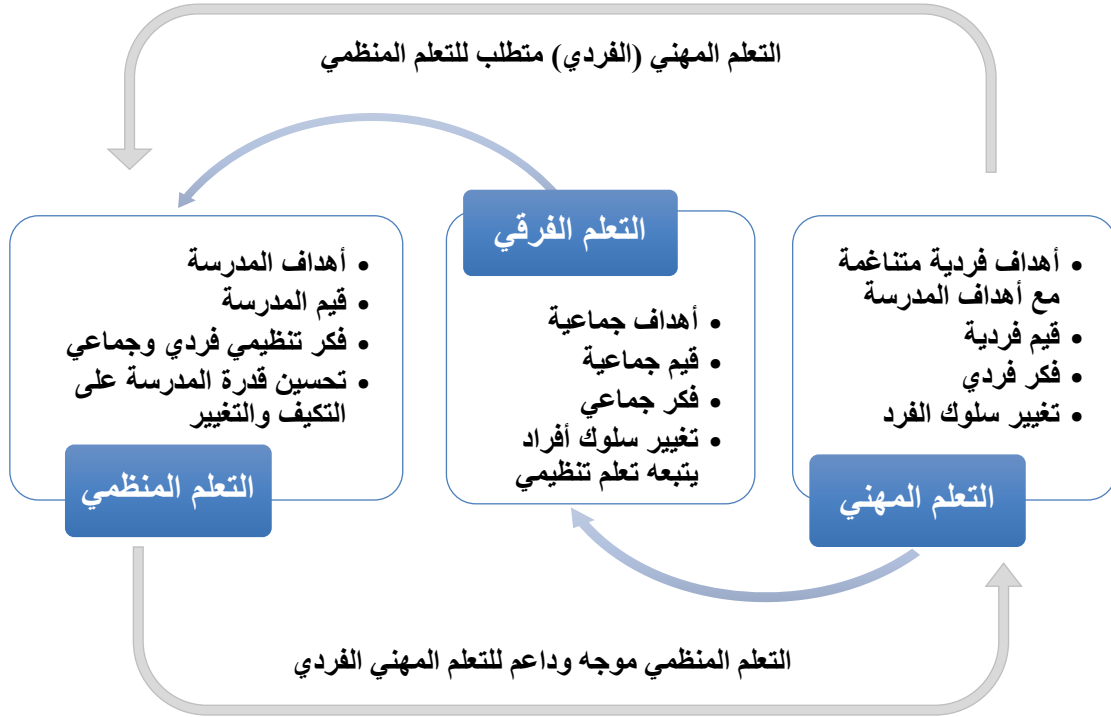 التعلم المهني (الفردي) متطلب للتعلم المنظمي
• أهداف فردية متناغمة
مع أهداف المدرسة
• قيم فردية
• فكر فردي
• تغيير سلوك الفرد
التعلم المهني
التعلم الفرقي
• أهداف جماعية
• قيم جماعية
• فكر جماعي
• تغيير سلوك أفراد
يتبعه تعلم تنظيمي
• أهداف المدرسة
• قيم المدرسة
• فكر تنظيمي فردي وجماعي
• تحسين قدرة المدرسة على
التكيف والتغيير
التعلم المنظمي
التعلم المنظمي موجه وداعم للتعلم المهني الفردي